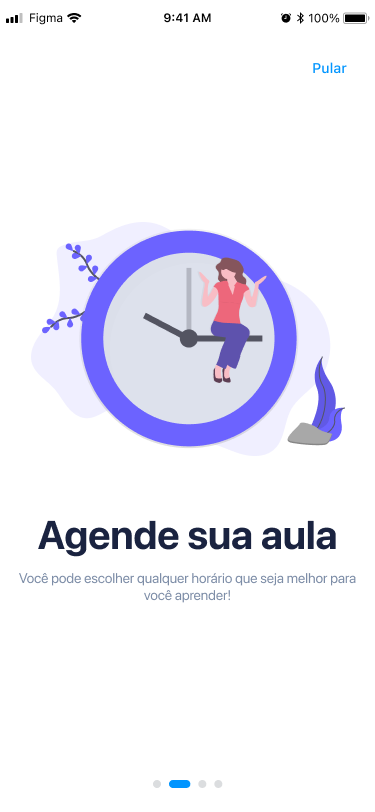 Figma 9:41 AM 100%
Pular
Agende sua aula
Você pode escolher qualquer horário que seja melhor para
você aprender!